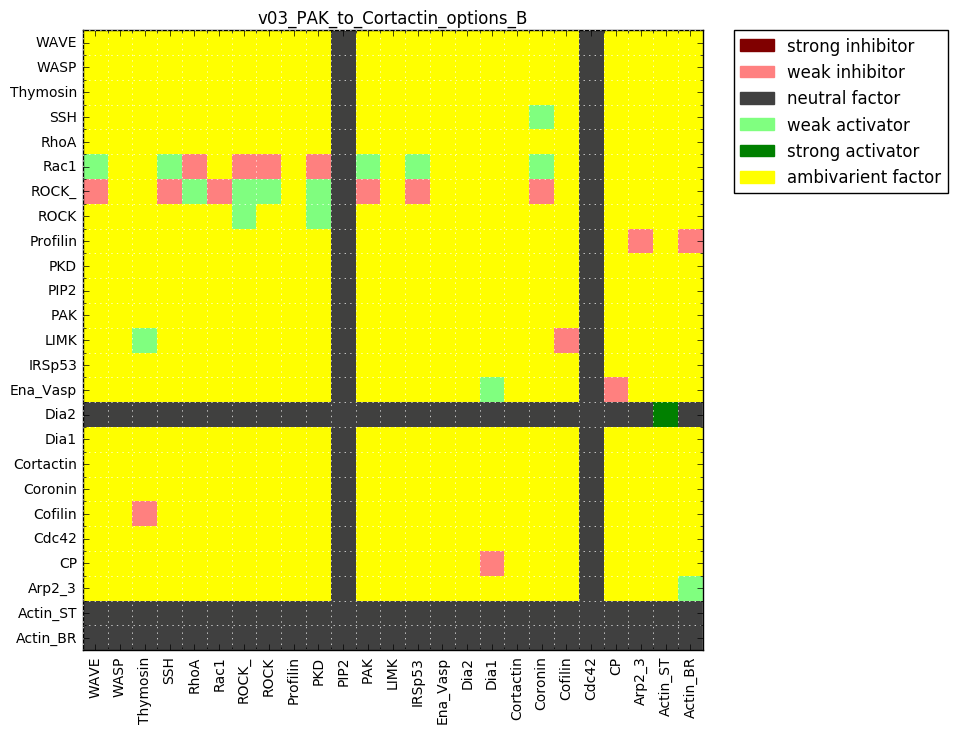 v03_PAK_to_Cortactin_options_B
WAVE
WASP
Thymosin
SSH
RhoA
Rac1
ROCK_
ROCK
Profilin
PKD
PIP2
PAK
LIMK
IRSp53
Ena_Vasp
Dia2
Dia1
Cortactin
Coronin
Cofilin
Cdc42
CP
Arp2_3
Actin_ST
Actin_BR
WAVE
WASP
Thymosin
SSH
RhoA
Rac1
ROCK_
ROCK
Profilin
PKD
PIP2
PAK
LIMK
IRSp53
Ena_Vasp
Dia2
Dia1
Cortactin
Coronin
Cofilin
Cdc42
CP
Arp2_3
Actin_ST
Actin_BR
strong inhibitor
weak inhibitor
neutral factor
weak activator
strong activator
ambivarient factor